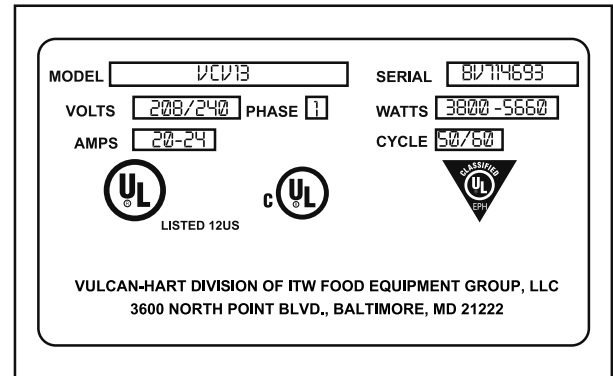 MODEL VCV13 SERIAL 8V714693
VOLTS 208/240 PHASE 1 WATTS 3800-5660
AMPS 20-24 CYCLE 50/60
UL C UL CLASSIFIED UL EPH
LISTED 12US
VULCAN-HART DIVISION OF ITW FOOD EQUIPMENT GROUP, LLC
3600 NORTH POINT BLVD., BALTIMORE, MD 21222